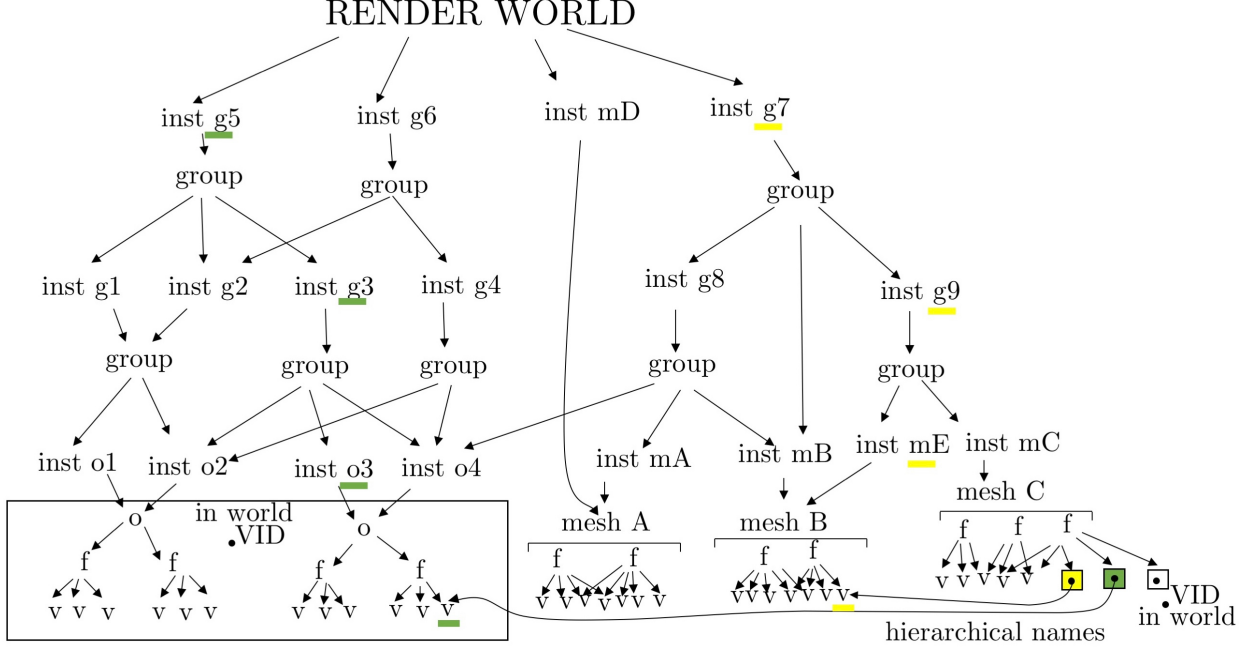 RENDER WORLD
inst g5
inst g6
inst mD
inst g7
group
group
group
inst g1
inst g2
inst g3
inst g4
inst g8
inst g9
group
group
group
group
group
inst o1
inst o2
inst o3
inst o4
inst mA
inst mB
inst mE
inst mC
mesh C
o
in world
.VID
o
mesh A
mesh B
f
f
f
f
f
f
f
f
f
f
f
v v v
v v v
v v v
v v v
v v v v v v v
v v v v v v v v
v v v v v
VID
in world
hierarchical names